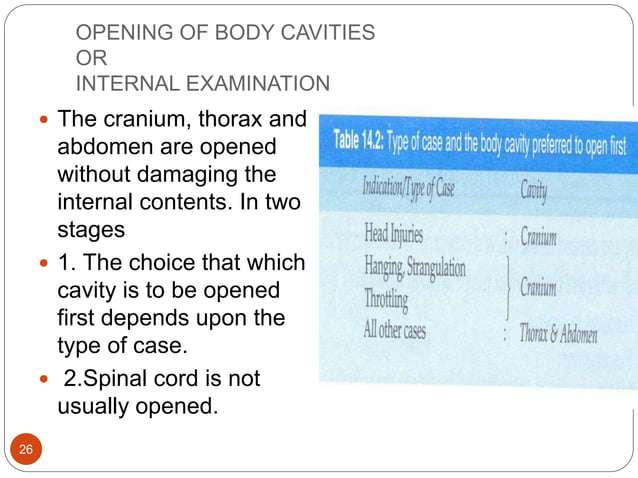 OPENING OF BODY CAVITIES
OR
INTERNAL EXAMINATION
The cranium, thorax and
abdomen are opened
without damaging the
internal contents. In two
stages
1. The choice that which
cavity is to be opened
first depends upon the
type of case.
2.Spinal cord is not
usually opened.
Table 14.2: Type of case and the body cavity preferred to open first
Indication/Type of Case Cavity
Head Injuries : Cranium
Hanging, Strangulation
Throttling Cranium
All other cases : Thorax & Abdomen
26